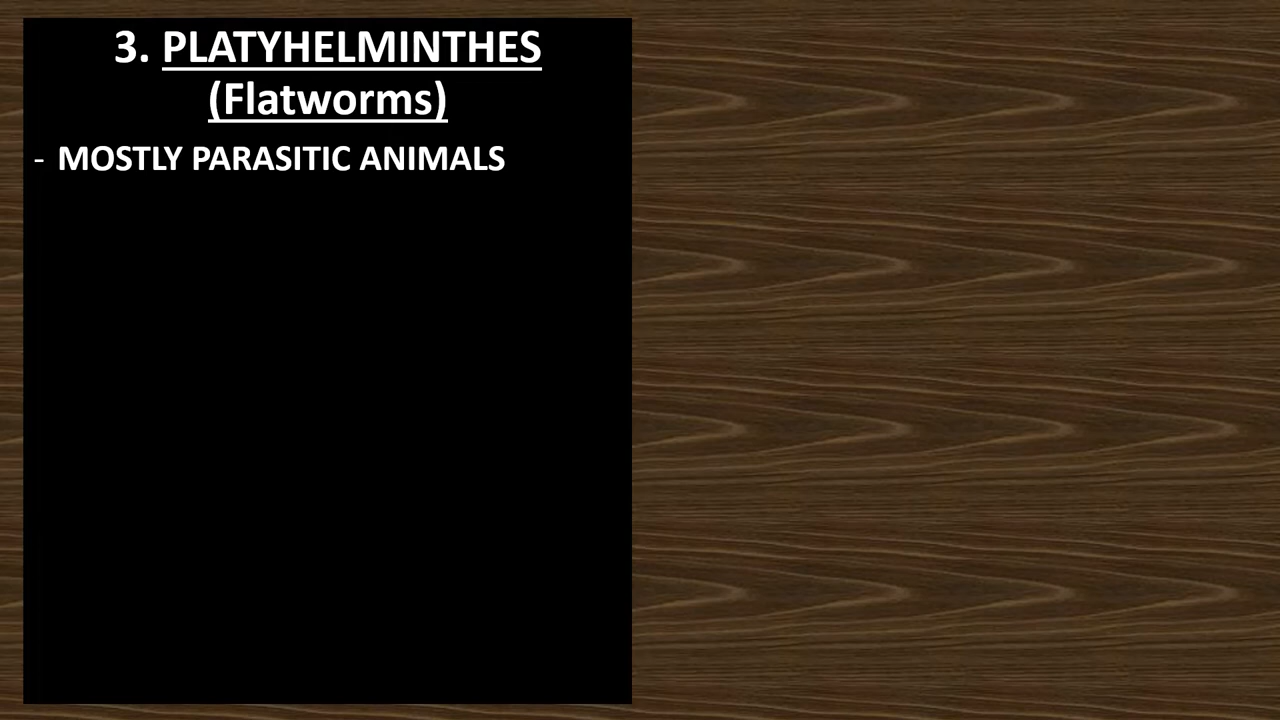 3. PLATYHELMINTHES
(Flatworms)
- MOSTLY PARASITIC ANIMALS